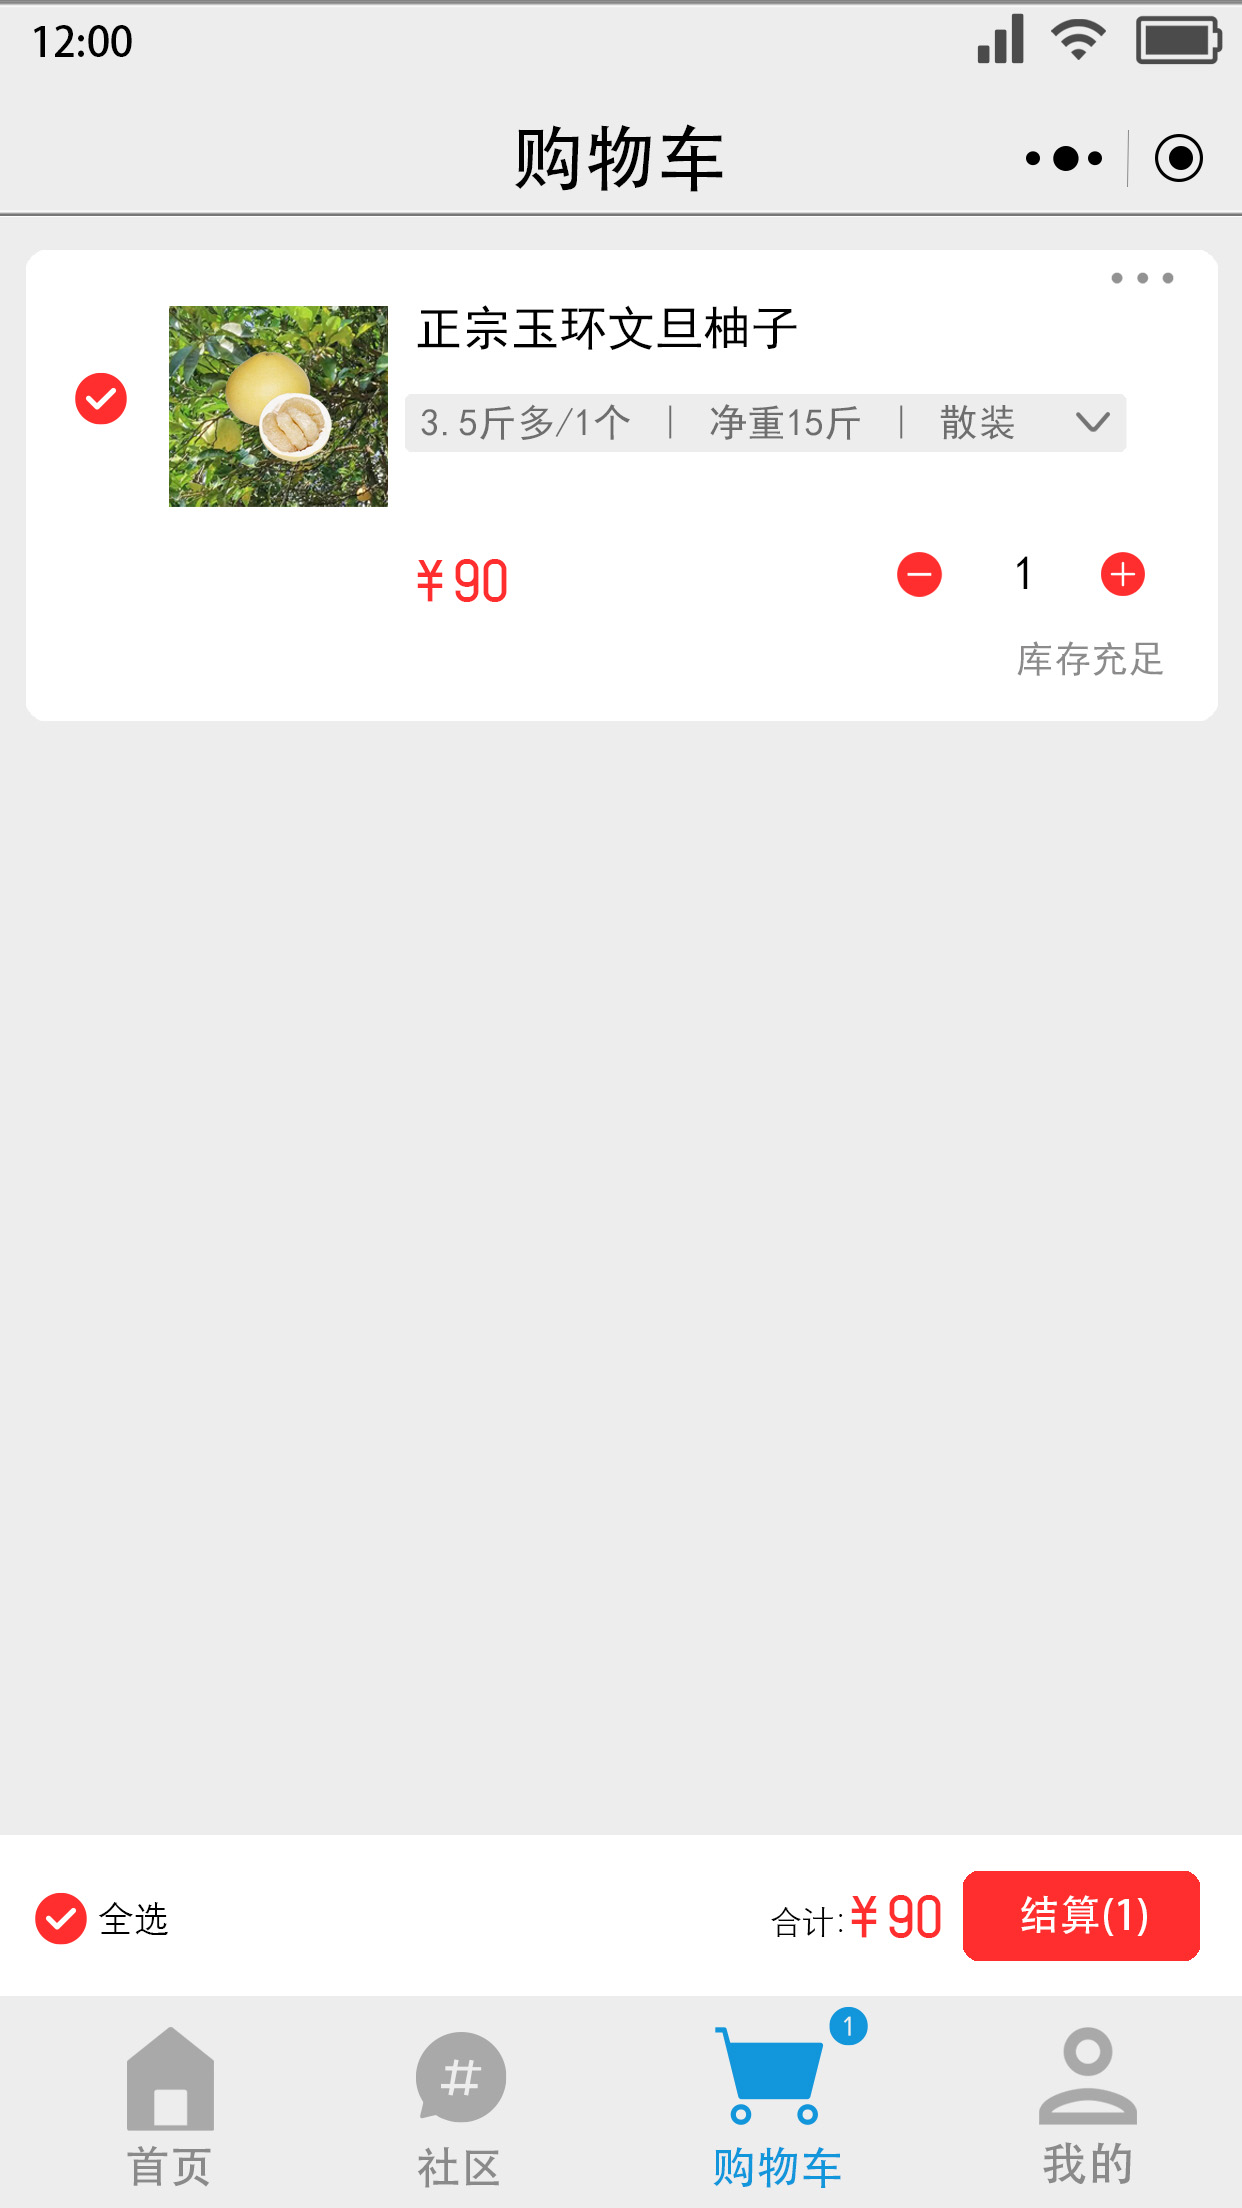 12:00
购物车
正宗玉环文旦柚子
3.5斤多/1个 | 净重15斤 | 散装
¥90
1
库存充足
全选
合计:¥90
结算(1)
1
首页
社区
购物车
我的